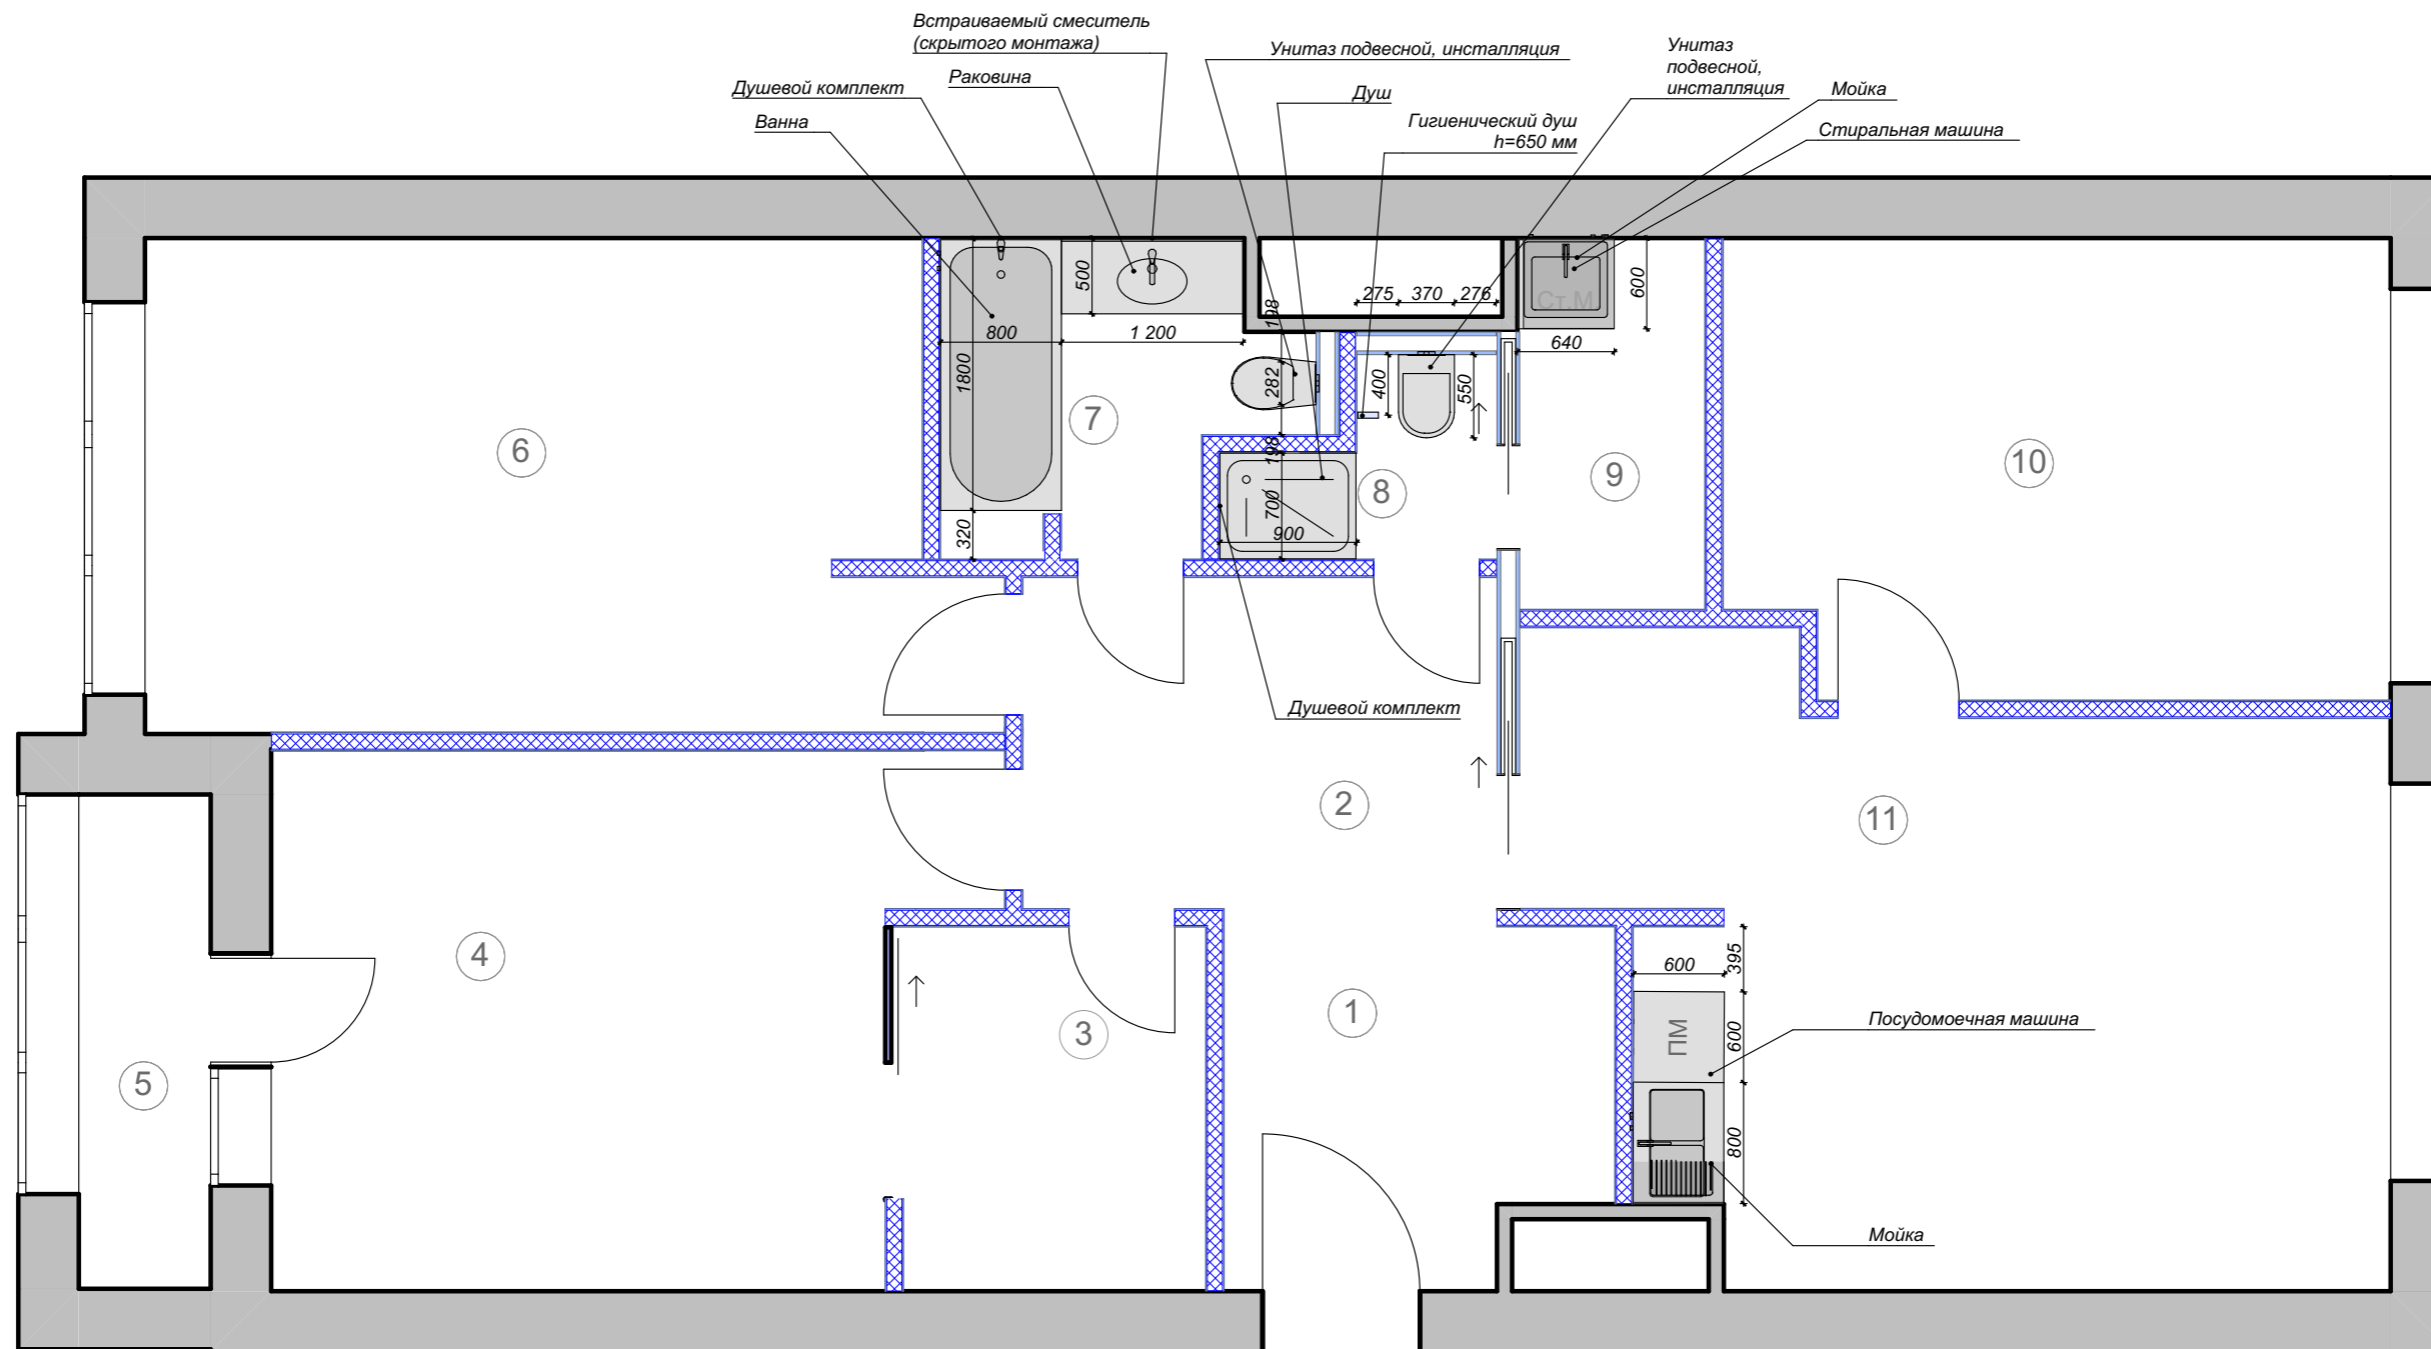 Встраиваемый смеситель
(скрытого монтажа)
Унитаз подвесной, инсталляция
Унитаз
подвесной,
инсталляция
Раковина
Душевой комплект
Душ
Мойка
Ванна
Гигиенический душ
h=650 мм
Стиральная машина
500
800
1 200
1800
320
198
282
198
275
370
276
400
550
Ст.М
600
640
700
900
6
7
8
9
10
Душевой комплект
2
11
4
3
1
5
600
395
ПМ
600
800
Посудомоечная машина
Мойка